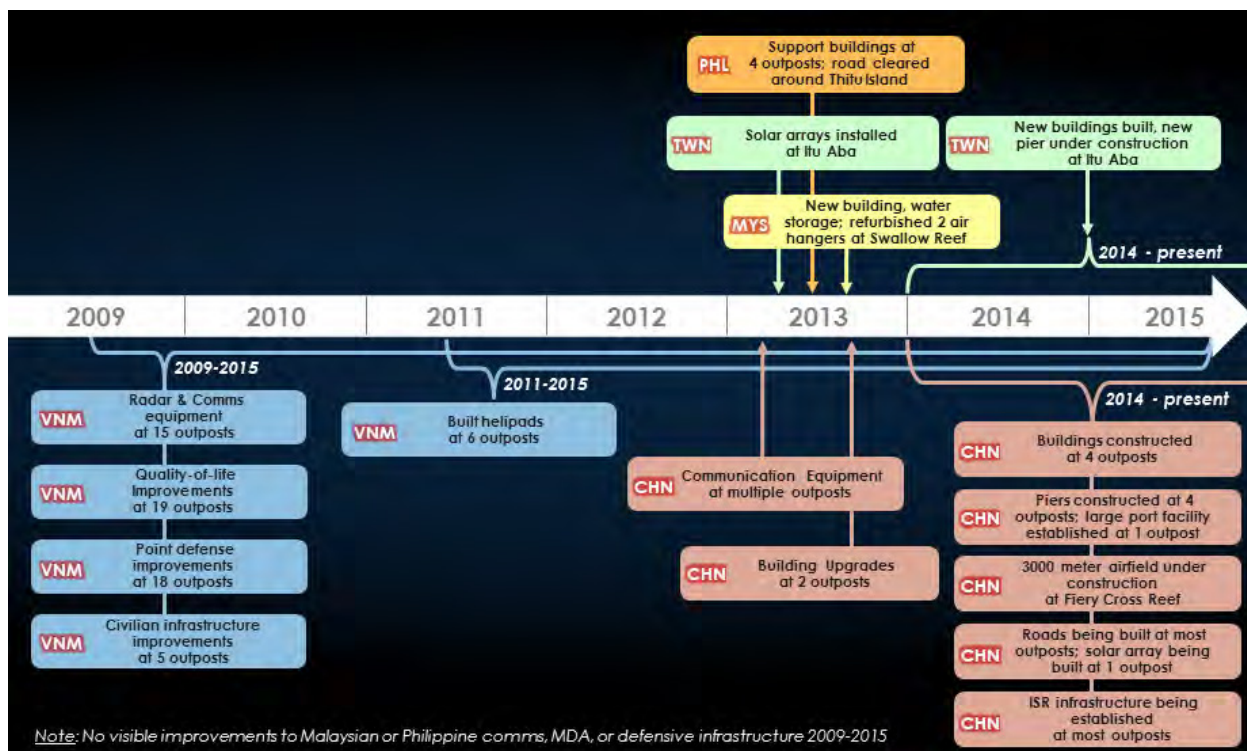 PHL
Support buildings at
4 outposts; road cleared
around Thitu Island
TWN
Solar arrays installed
at Itu Aba
TWN
New buildings built, new
pier under construction
at Itu Aba
MYS
New building, water
storage; refurbished 2 air
hangers at Swallow Reef
2014 - present
2009
2010
2011
2012
2013
2014
2015
2009-2015
2011-2015
2014 - present
VNM
Radar & Comms
equipment
at 15 outposts
VNM
Quality-of-life
Improvements
at 19 outposts
VNM
Point defense
improvements
at 18 outposts
VNM
Civilian infrastructure
improvements
at 5 outposts
VNM
Built helipads
at 6 outposts
CHN
Communication Equipment
at multiple outposts
CHN
Building Upgrades
at 2 outposts
CHN
Buildings constructed
at 4 outposts
CHN
Piers constructed at 4
outposts; large port facility
established at 1 outpost
CHN
3000 meter airfield under
construction
at Fiery Cross Reef
CHN
Roads being built at most
outposts; solar array being
built at 1 outpost
CHN
ISR infrastructure being
established
at most outposts
Note: No visible improvements to Malaysian or Philippine comms, MDA, or defensive infrastructure 2009-2015